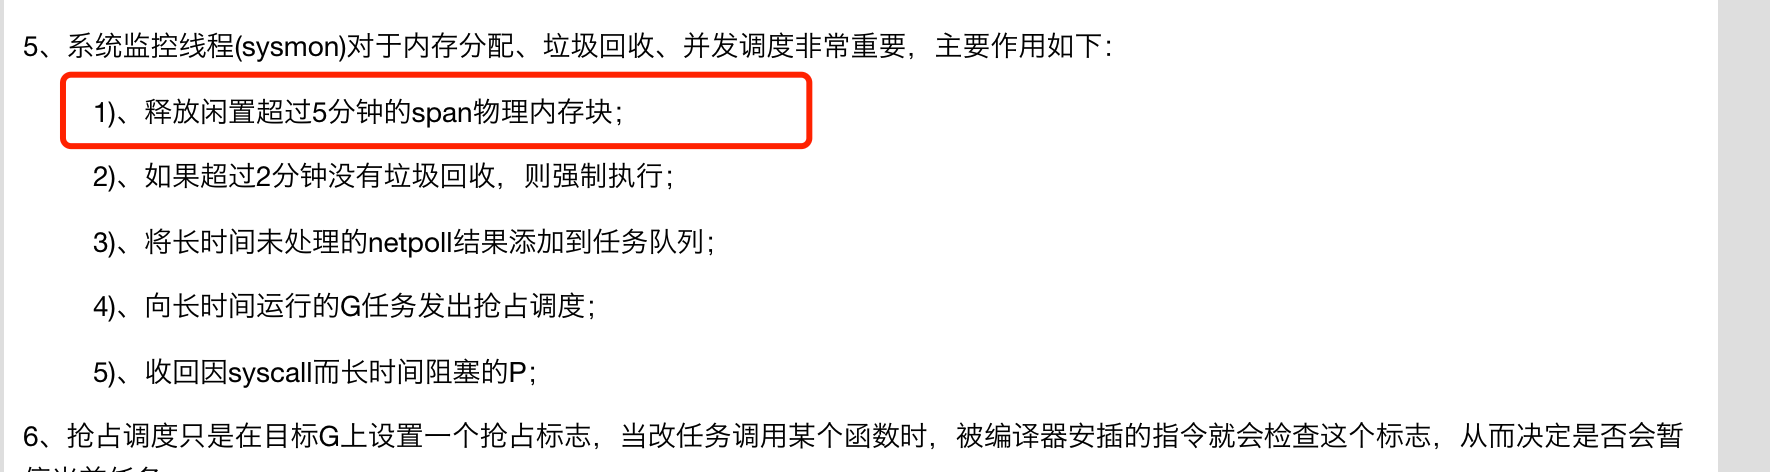 5、系统监控线程(sysmon)对于内存分配、垃圾回收、并发调度非常重要，主要作用如下：
1)、释放闲置超过5分钟的span物理内存块；
2)、如果超过2分钟没有垃圾回收，则强制执行；
3)、将长时间未处理的netpoll结果添加到任务队列；
4)、向长时间运行的G任务发出抢占调度；
5)、收回因syscall而长时间阻塞的P；
6、抢占调度只是在目标G上设置一个抢占标志，当改任务调用某个函数时，被编译器安插的指令就会检查这个标志，从而决定是否会暂